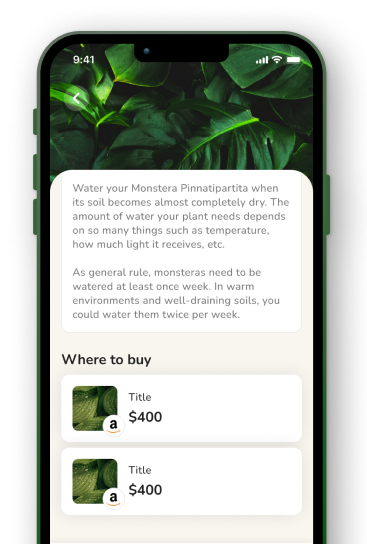 9:41
Water your Monstera Pinnatipartita when
its soil becomes almost completely dry. The
amount of water your plant needs depends
on so many things such as temperature,
how much light it receives, etc.
As general rule, monsteras need to be
watered at least once week. In warm
environments and well-draining soils, you
could water them twice per week.
Where to buy
Title
$400
a
Title
$400
a